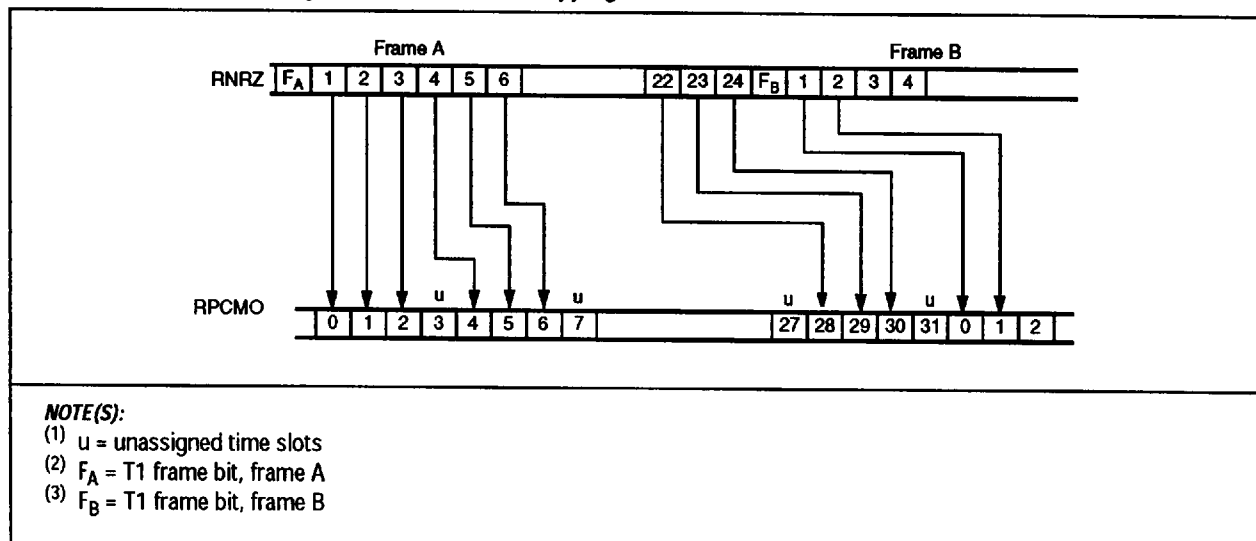 Frame A Frame B
RNRZ F_A 1 2 3 4 5 6 22 23 24 F_B 1 2 3 4
u u u u
RPCMO 0 1 2 3 4 5 6 7 27 28 29 30 31 0 1 2
NOTE(S):
(1) u = unassigned time slots
(2) F_A = T1 frame bit, frame A
(3) F_B = T1 frame bit, frame B